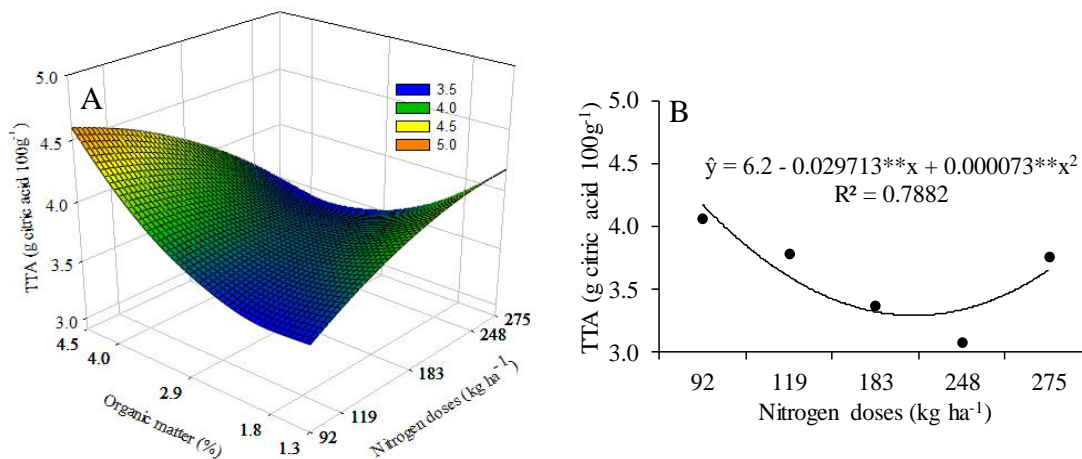 A
TTA (g citric acid 100g-1)
5.0
4.5
4.0
3.5
3.0
3.5
4.0
4.5
5.0
4.5
4.0
2.9
1.8
1.3
Organic matter (%)
92
119
183
248
275
Nitrogen doses (kg ha-1)
B
TTA (g citric acid 100g-1)
5.0
4.5
4.0
3.5
3.0
ŷ = 6.2 - 0.029713**x + 0.000073**x2
R² = 0.7882
92 119 183 248 275
Nitrogen doses (kg ha-1)